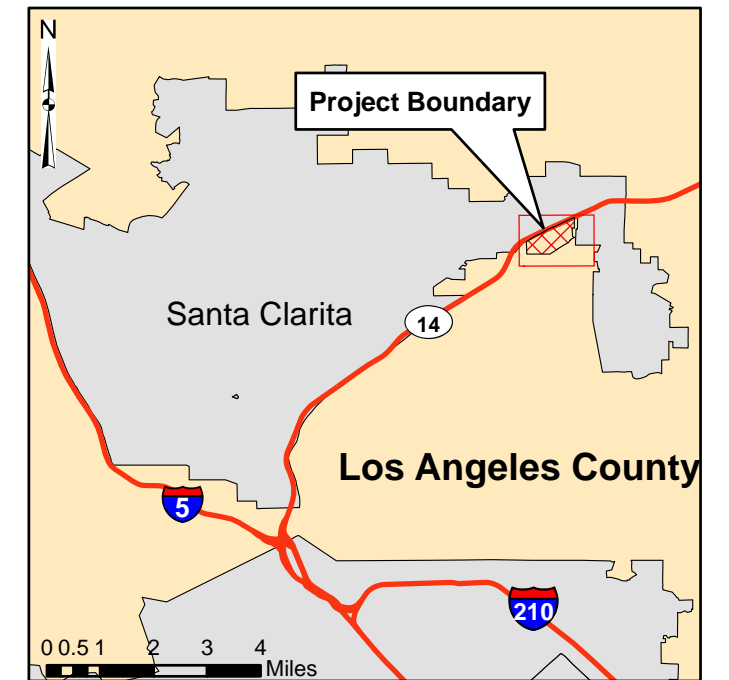 N
Project Boundary
Santa Clarita
14
Los Angeles County
5
210
0 0.5 1 2 3 4
Miles